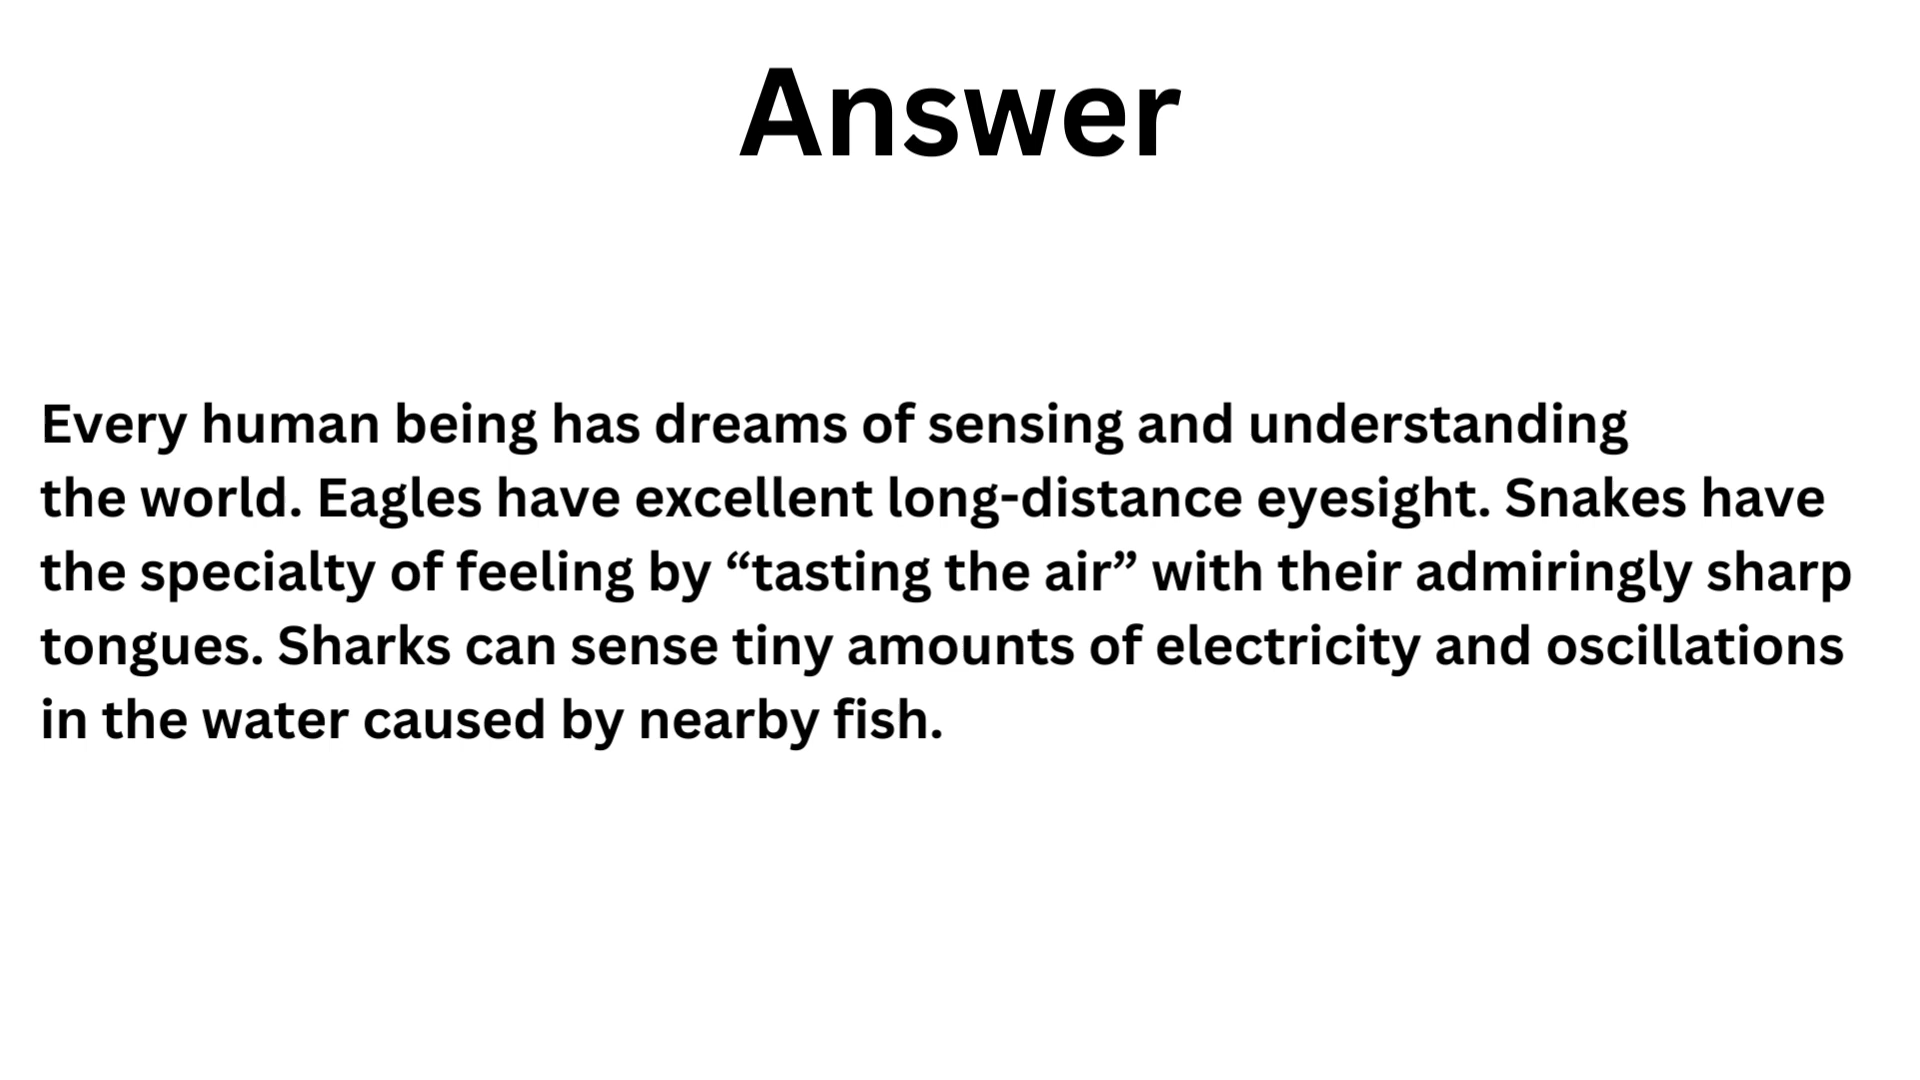 Answer
Every human being has dreams of sensing and understanding
the world. Eagles have excellent long-distance eyesight. Snakes have
the specialty of feeling by “tasting the air” with their admiringly sharp
tongues. Sharks can sense tiny amounts of electricity and oscillations
in the water caused by nearby fish.